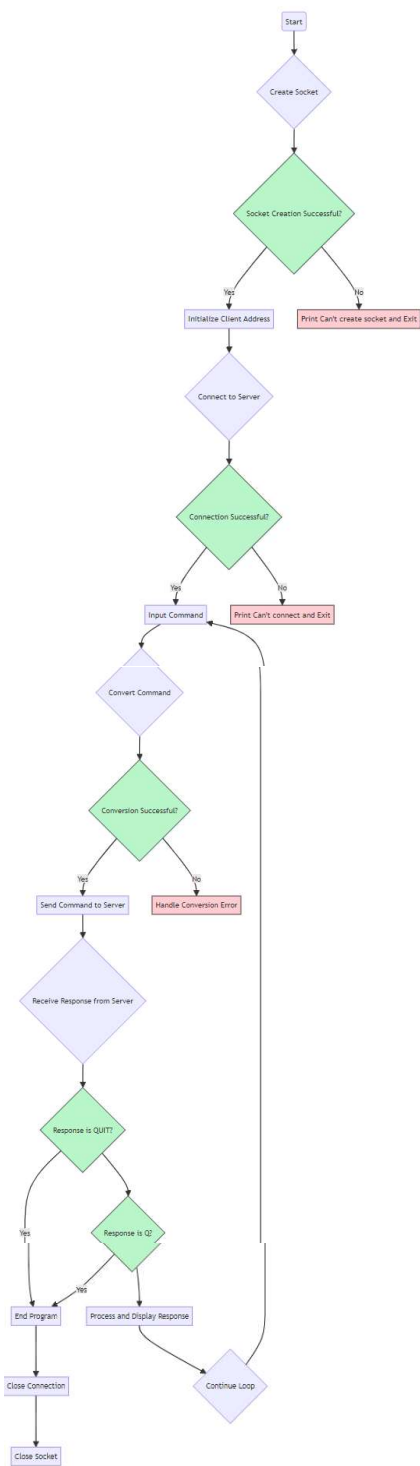 Start
Create Socket
Socket Creation Successful?
Yes
No
Initialize Client Address
Print Can't create socket and Exit
Connect to Server
Connection Successful?
Yes
No
Input Command
Print Can't connect and Exit
Convert Command
Conversion Successful?
Yes
No
Send Command to Server
Handle Conversion Error
Receive Response from Server
Response is QUIT?
Yes
Response is Q?
Yes
End Program
Process and Display Response
Close Connection
Continue Loop
Close Socket